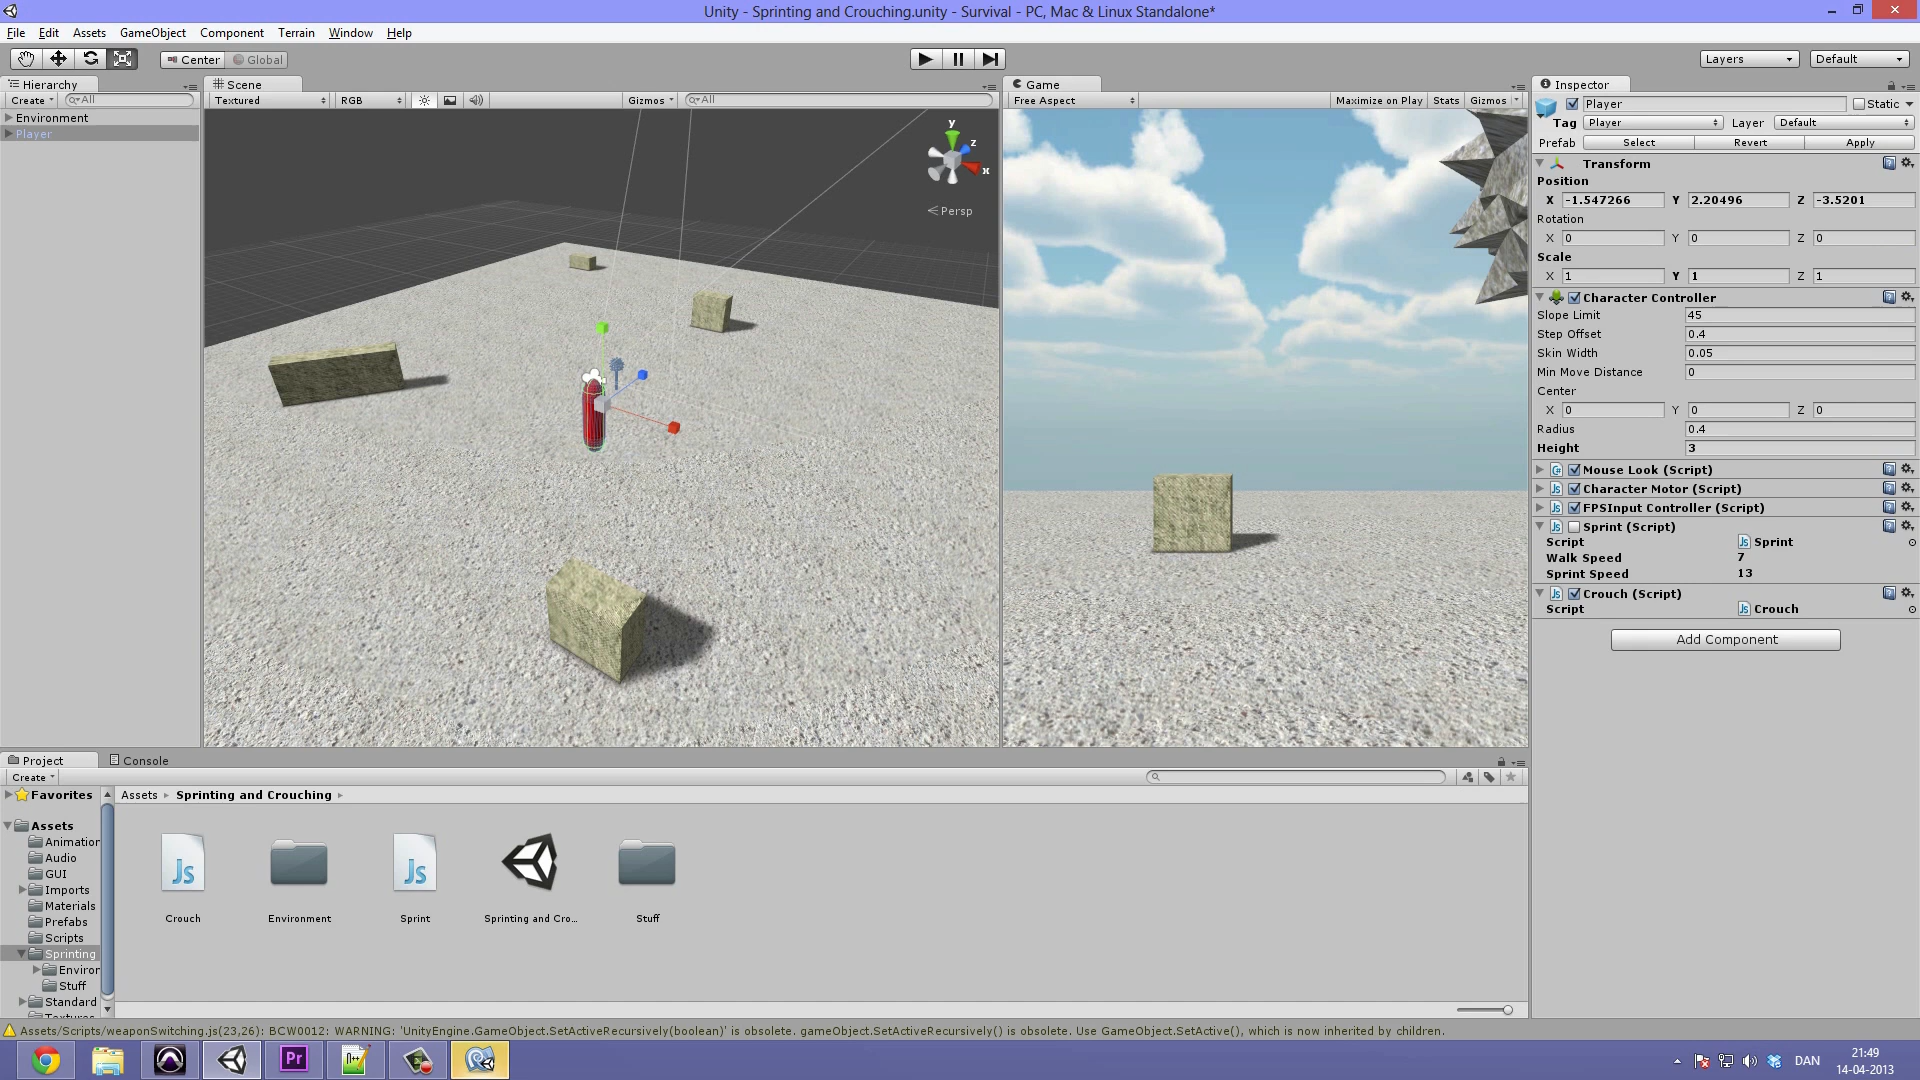 Unity - Sprinting and Crouching.unity - Survival - PC, Mac & Linux Standalone*
File Edit Assets GameObject Component Terrain Window Help
Center Global Layers Default
Hierarchy
Create All
Environment
Player
Scene
Textured RGB Gizmos All
y
z
x
Persp
Game
Free Aspect Maximize on Play Stats Gizmos
Inspector
Player Static
Tag Player Layer Default
Prefab Select Revert Apply
Transform
Position
X -1.547266 Y 2.20496 Z -3.5201
Rotation
X 0 Y 0 Z 0
Scale
X 1 Y 1 Z 1
Character Controller
Slope Limit 45
Step Offset 0.4
Skin Width 0.05
Min Move Distance 0
Center
X 0 Y 0 Z 0
Radius 0.4
Height 3
Mouse Look (Script)
Js Character Motor (Script)
Js FPSInput Controller (Script)
Js Sprint (Script)
Script Js Sprint
Walk Speed 7
Sprint Speed 13
Js Crouch (Script)
Script Js Crouch
Add Component
Project Console
Create
Favorites
Assets
Animation
Audio
GUI
Imports
Materials
Prefabs
Scripts
Sprinting
Environ
Stuff
Standard
Textures
Assets Sprinting and Crouching
Js Js
Crouch Environment Sprint Sprinting and Cro... Stuff
Assets/Scripts/weaponSwitching.js(23,26): BCW0012: WARNING: 'UnityEngine.GameObject.SetActiveRecursively(boolean)' is obsolete. gameObject.SetActiveRecursively() is obsolete. Use GameObject.SetActive(), which is now inherited by children.
Pr
N++
DAN
21:49
14-04-2013